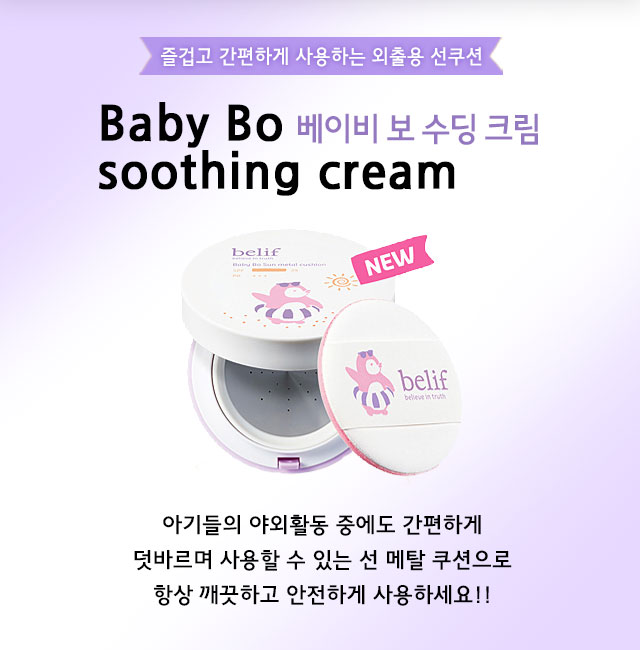 즐겁고 간편하게 사용하는 외출용 선쿠션
Baby Bo 베이비 보 수딩 크림
soothing cream
NEW
belif
believe in truth
Baby Bo Sun metal cushion
SPF
PA +++
belif
believe in truth
아기들의 야외활동 중에도 간편하게
덧바르며 사용할 수 있는 선 메탈 쿠션으로
항상 깨끗하고 안전하게 사용하세요!!